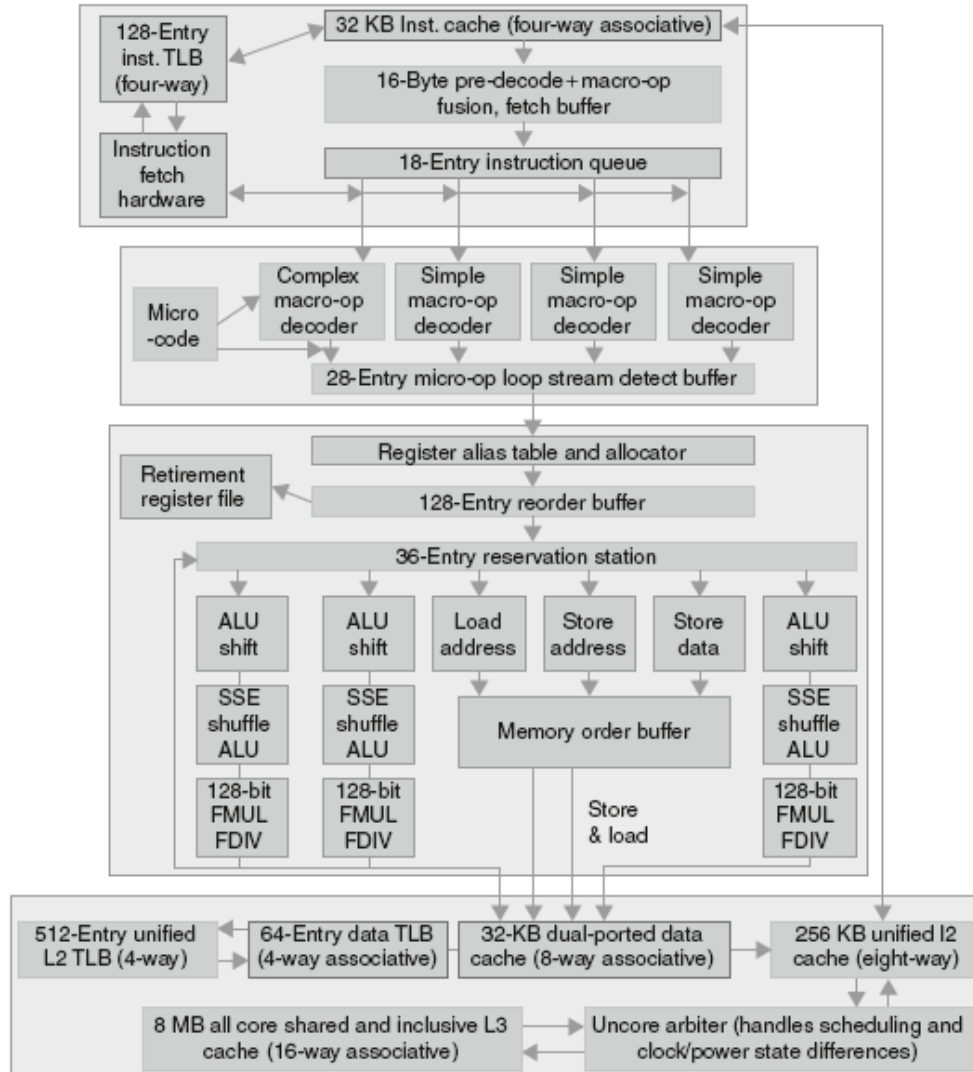 128-Entry
inst. TLB
(four-way)
32 KB Inst. cache (four-way associative)
16-Byte pre-decode+macro-op
fusion, fetch buffer
Instruction
fetch
hardware
18-Entry instruction queue
Micro
-code
Complex
macro-op
decoder
Simple
macro-op
decoder
Simple
macro-op
decoder
Simple
macro-op
decoder
28-Entry micro-op loop stream detect buffer
Register alias table and allocator
Retirement
register file
128-Entry reorder buffer
36-Entry reservation station
ALU
shift
ALU
shift
Load
address
Store
address
Store
data
ALU
shift
SSE
shuffle
ALU
SSE
shuffle
ALU
Memory order buffer
SSE
shuffle
ALU
128-bit
FMUL
FDIV
128-bit
FMUL
FDIV
Store
& load
128-bit
FMUL
FDIV
512-Entry unified
L2 TLB (4-way)
64-Entry data TLB
(4-way associative)
32-KB dual-ported data
cache (8-way associative)
256 KB unified l2
cache (eight-way)
8 MB all core shared and inclusive L3
cache (16-way associative)
Uncore arbiter (handles scheduling and
clock/power state differences)